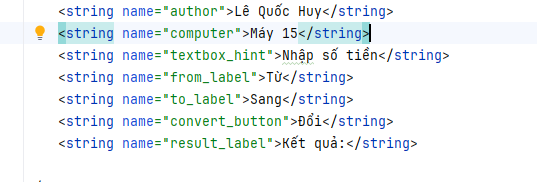 <string name="author">Lê Quốc Huy</string>
<string name="computer">Máy 15</string>
<string name="textbox_hint">Nhập số tiền</string>
<string name="from_label">Từ</string>
<string name="to_label">Sang</string>
<string name="convert_button">Đổi</string>
<string name="result_label">Kết quả:</string>